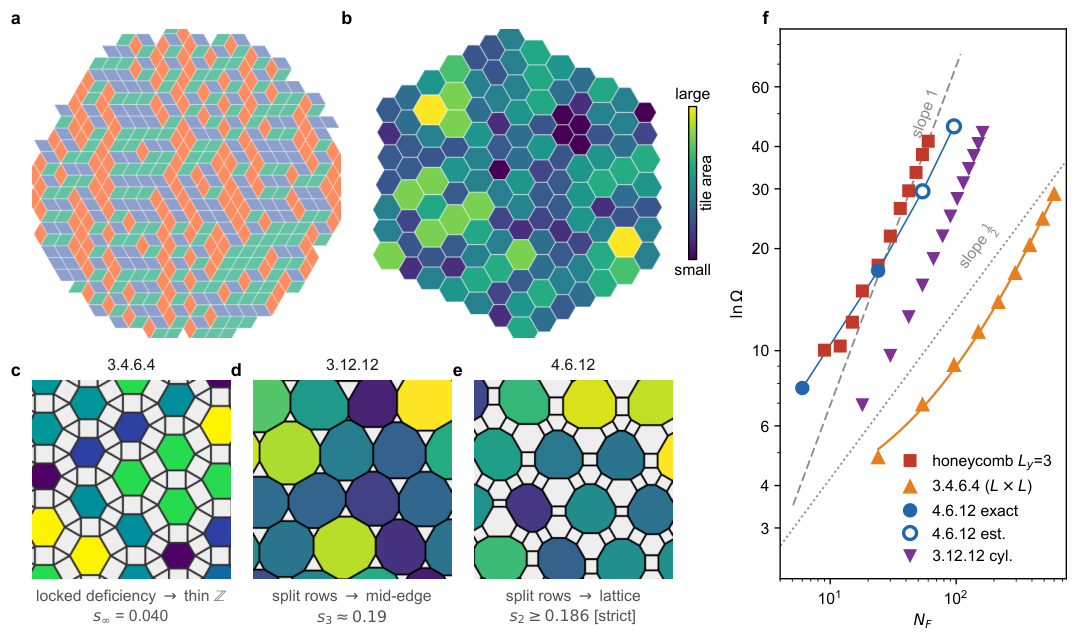 a
b
large
tile area
small
c
3.4.6.4
locked deficiency → thin ℤ
s∞ = 0.040
d
3.12.12
split rows → mid-edge
s₃ ≈ 0.19
e
4.6.12
split rows → lattice
s₂ ≥ 0.186 [strict]
f
60
40
30
20
10
6
4
3
ln Ω
slope 1
slope ½
honeycomb L_y=3
3.4.6.4 (L × L)
4.6.12 exact
4.6.12 est.
3.12.12 cyl.
10¹
10²
N_F